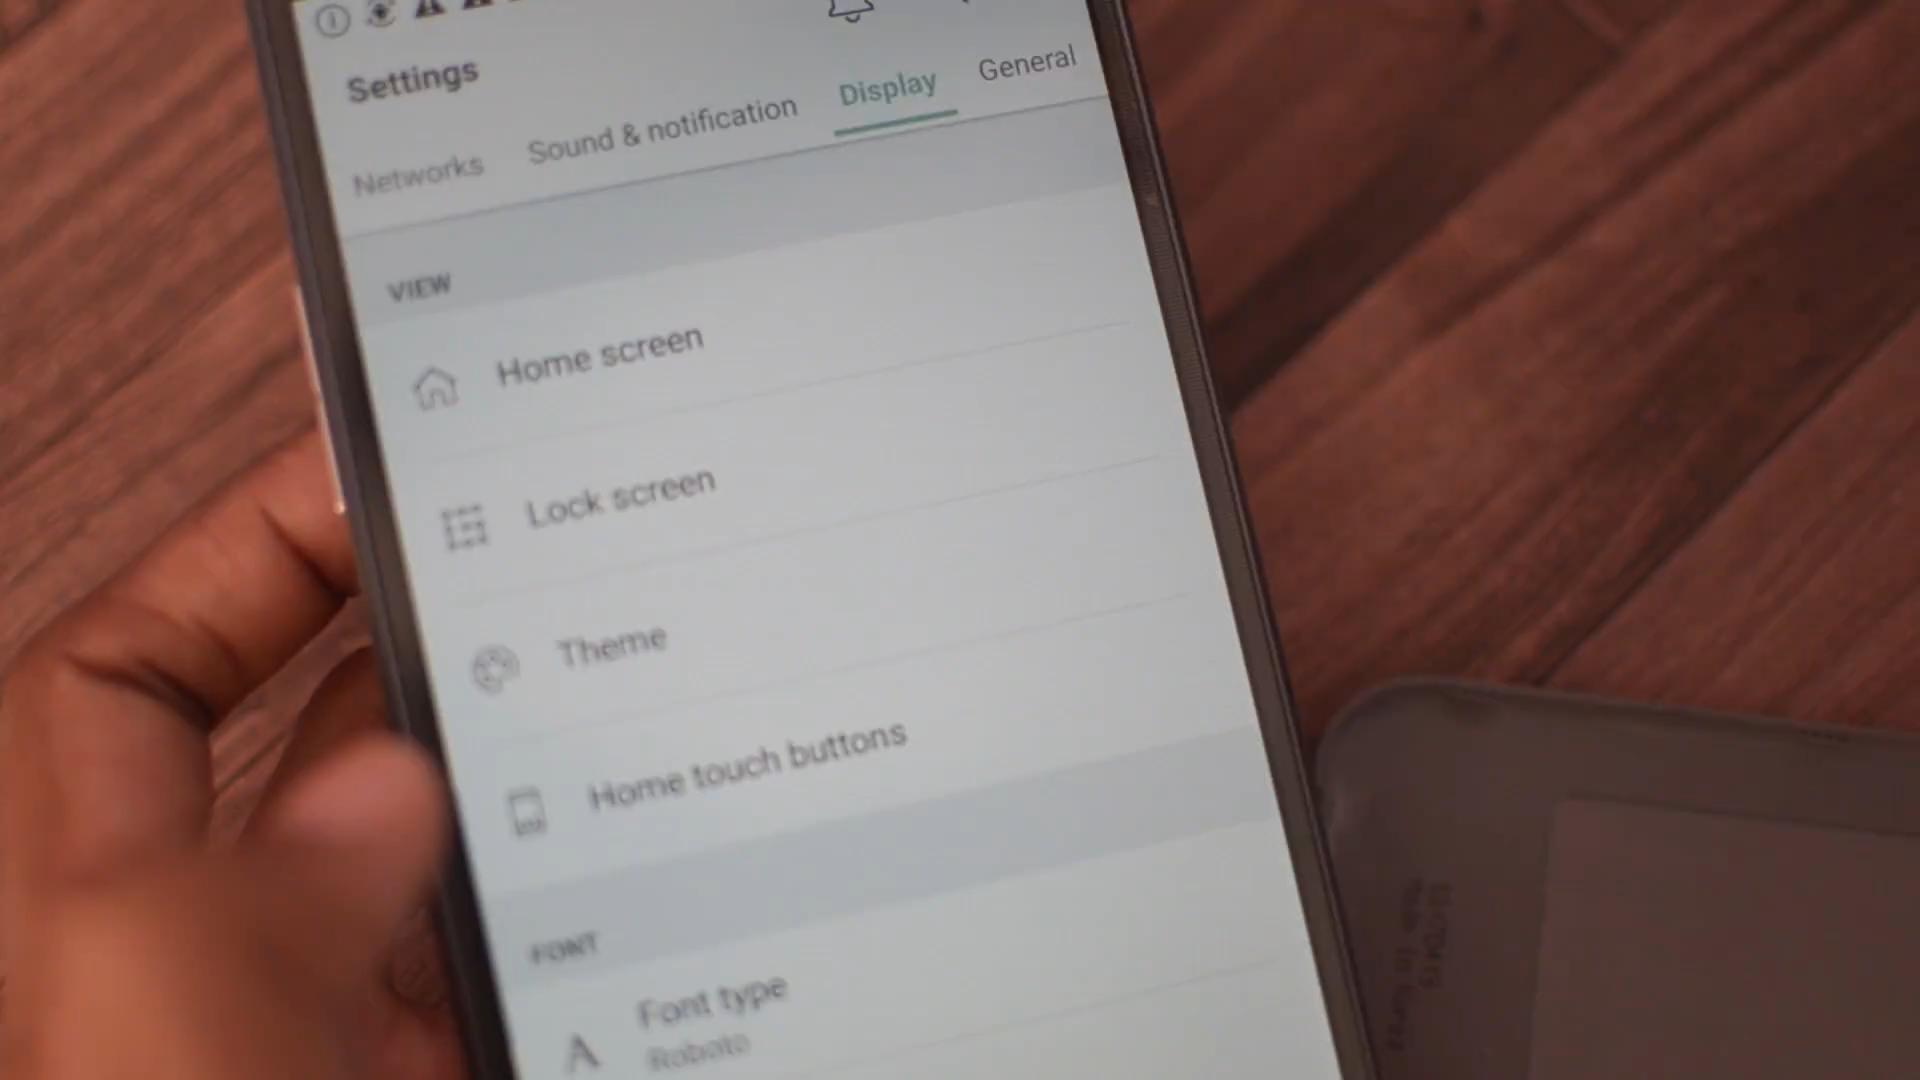 Settings
Networks Sound & notification Display General
VIEW
Home screen
Lock screen
Theme
Home touch buttons
FONT
Font type
Roboto